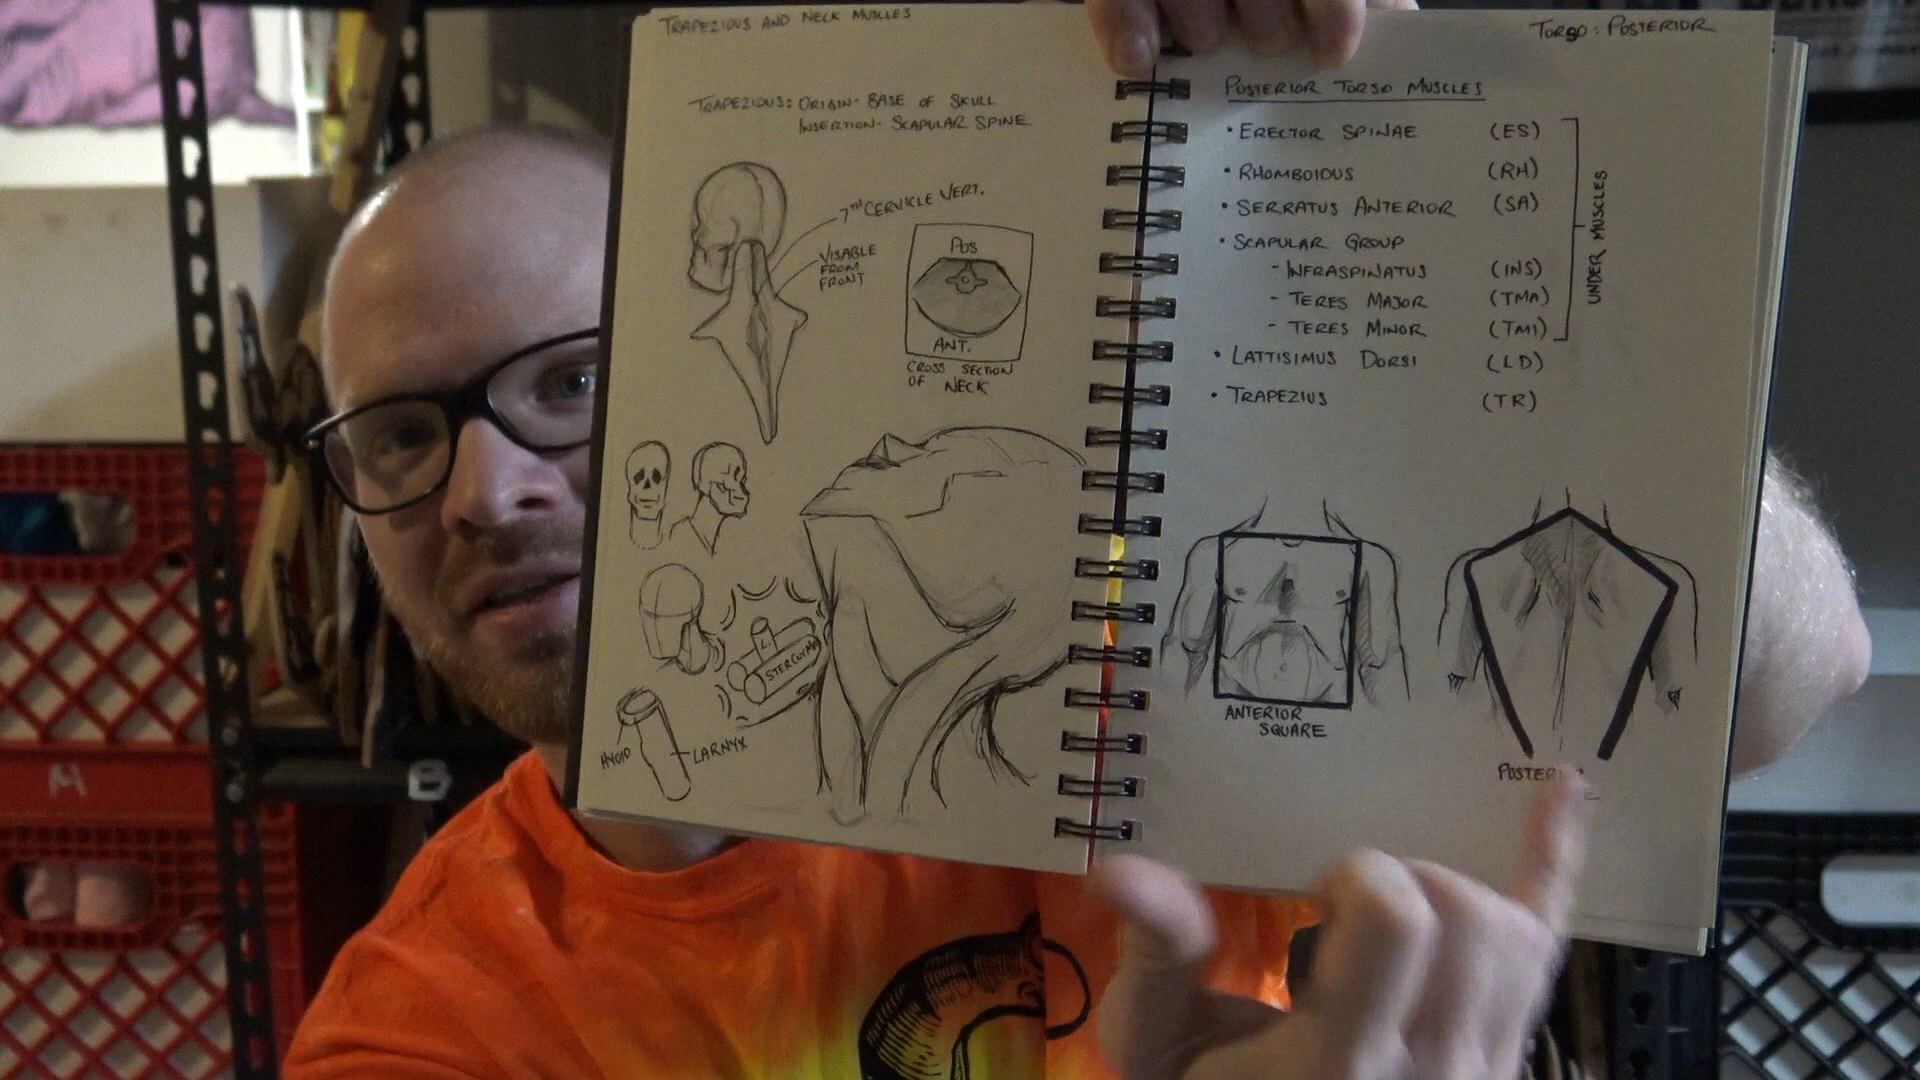 TRAPEZIOUS AND NECK MUSCLES
TRAPEZIOUS: ORIGIN- BASE OF SKULL
INSERTION- SCAPULAR SPINE
7TH CERVICLE VERT.
VISABLE
FROM
FRONT
POS
ANT.
CROSS SECTION
OF NECK
HYOID
LARNYX
TORSO: POSTERIOR
POSTERIOR TORSO MUSCLES
• ERECTOR SPINAE (ES)
• RHOMBOIDUS (RH)
• SERRATUS ANTERIOR (SA)
• SCAPULAR GROUP
- INFRASPINATUS (INS)
- TERES MAJOR (TMA)
- TERES MINOR (TMI)
UNDER MUSCLES
• LATTISIMUS DORSI (LD)
• TRAPEZIUS (TR)
ANTERIOR
SQUARE